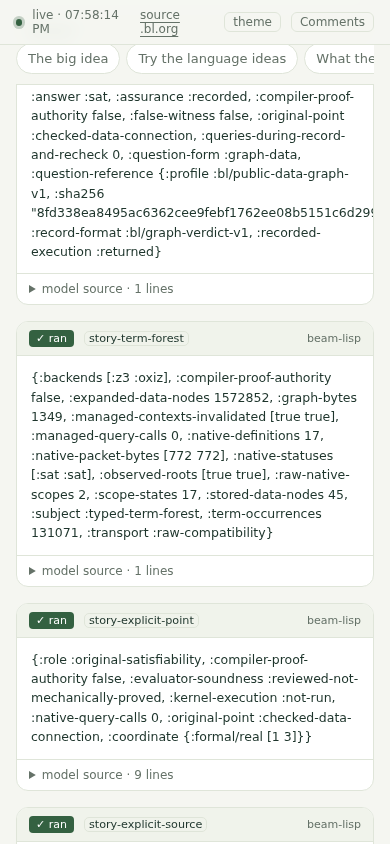 live · 07:58:14 PM
source .bl.org
theme
Comments
The big idea
Try the language ideas
What the
:answer :sat, :assurance :recorded, :compiler-proof-
authority false, :false-witness false, :original-point
:checked-data-connection, :queries-during-record-
and-recheck 0, :question-form :graph-data,
:question-reference {:profile :bl/public-data-graph-
v1, :sha256
"8fd338ea8495ac6362cee9febf1762ee08b5151c6d299
:record-format :bl/graph-verdict-v1, :recorded-
execution :returned}
▶ model source · 1 lines
✓ ran story-term-forest beam-lisp
{:backends [:z3 :oxiz], :compiler-proof-authority
false, :expanded-data-nodes 1572852, :graph-bytes
1349, :managed-contexts-invalidated [true true],
:managed-query-calls 0, :native-definitions 17,
:native-packet-bytes [772 772], :native-statuses
[:sat :sat], :observed-roots [true true], :raw-native-
scopes 2, :scope-states 17, :stored-data-nodes 45,
:subject :typed-term-forest, :term-occurrences
131071, :transport :raw-compatibility}
▶ model source · 1 lines
✓ ran story-explicit-point beam-lisp
{:role :original-satisfiability, :compiler-proof-
authority false, :evaluator-soundness :reviewed-not-
mechanically-proved, :kernel-execution :not-run,
:native-query-calls 0, :original-point :checked-data-
connection, :coordinate {:formal/real [1 3]}}
▶ model source · 9 lines
✓ ran story-explicit-source beam-lisp